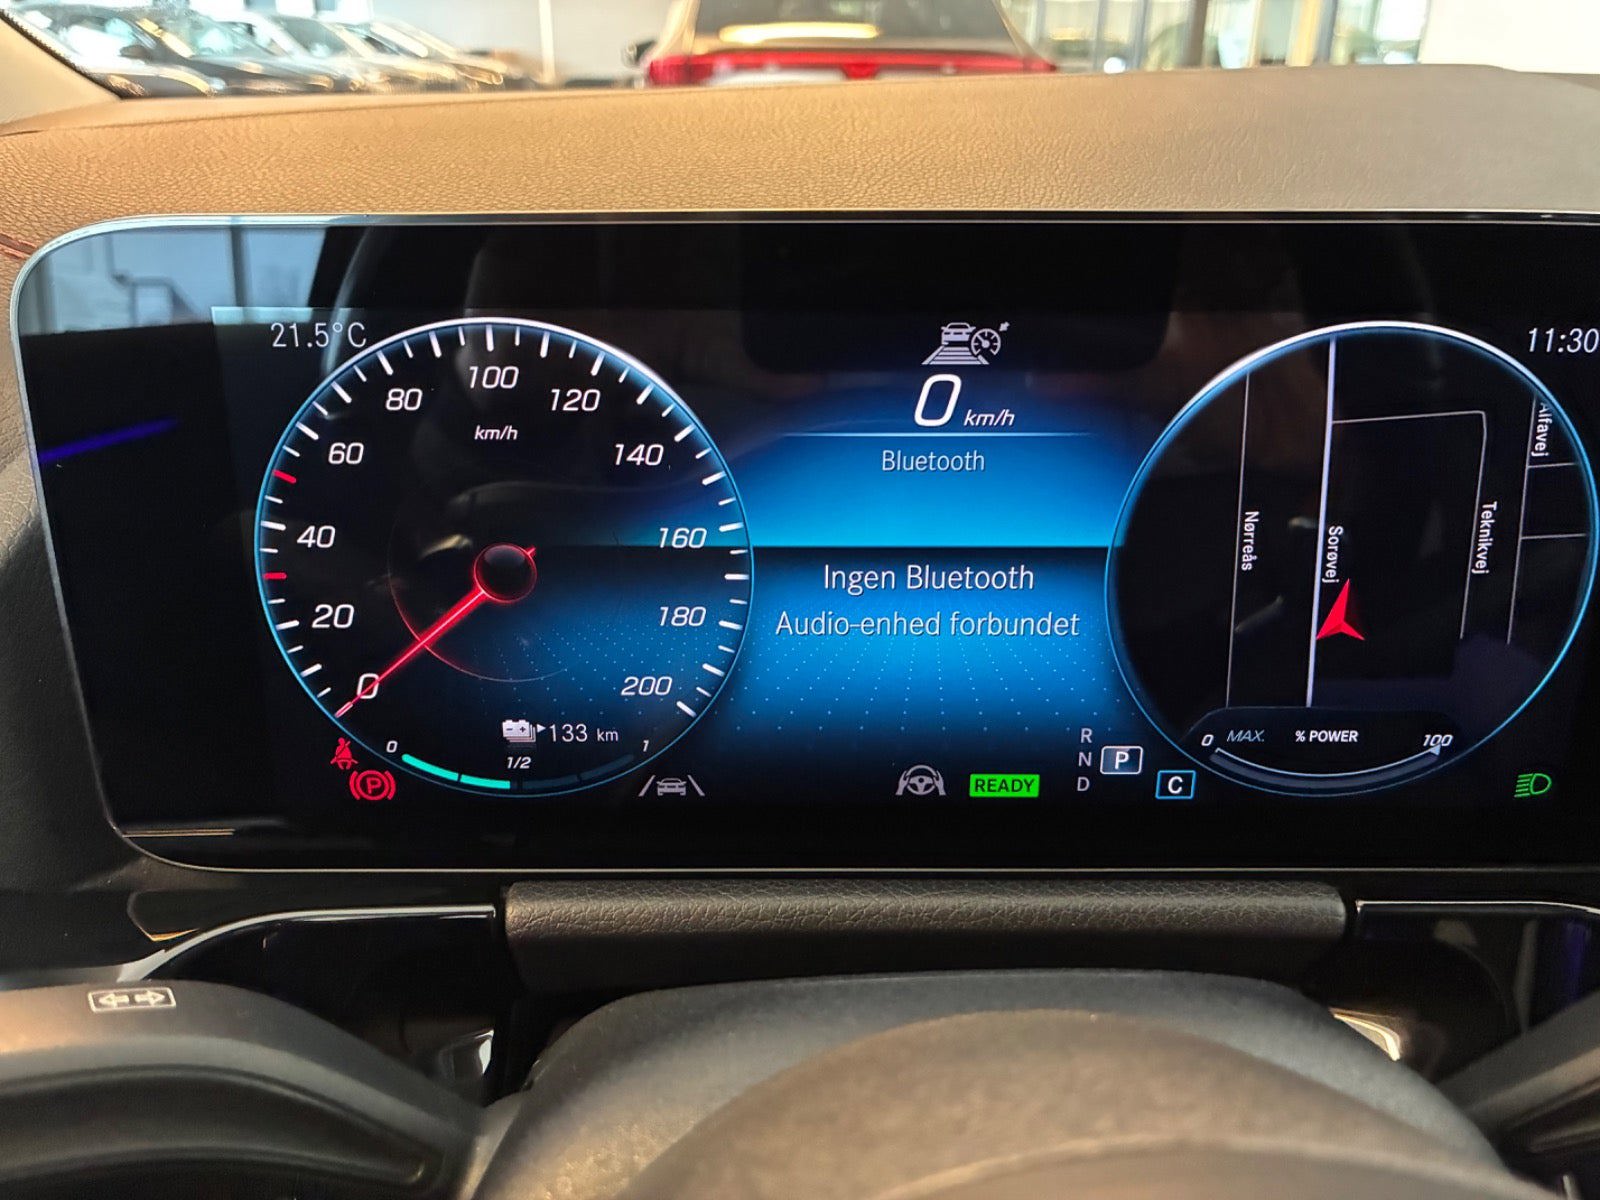 21.5°C
11:30
0 km/h
Bluetooth
Ingen Bluetooth
Audio-enhed forbundet
0
20
40
60
80
100
120
140
160
180
200
km/h
133 km
0
1/2
1
READY
R
N
D
P
C
Nørreås
Sorøvej
Teknikvej
Alfavej
0
MAX.
% POWER
100
P